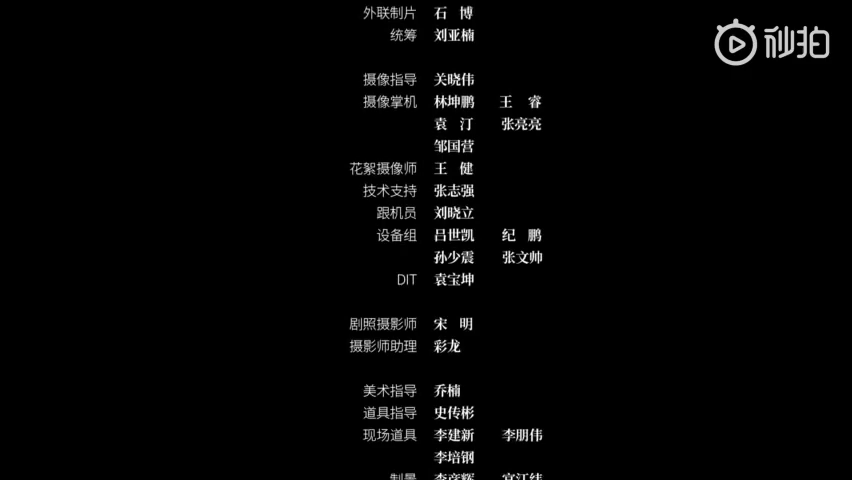 外联制片 石 博
秒拍
统筹 刘亚楠
摄像指导 关晓伟
摄像掌机 林坤鹏 王 睿
袁 汀 张亮亮
邹国营
花絮摄像师 王 健
技术支持 张志强
跟机员 刘晓立
设备组 吕世凯 纪 鹏
孙少震 张文帅
DIT 袁宝坤
剧照摄影师 宋 明
摄影师助理 彩龙
美术指导 乔楠
道具指导 史传彬
现场道具 李建新 李朋伟
李培钢
制景 李彦辉